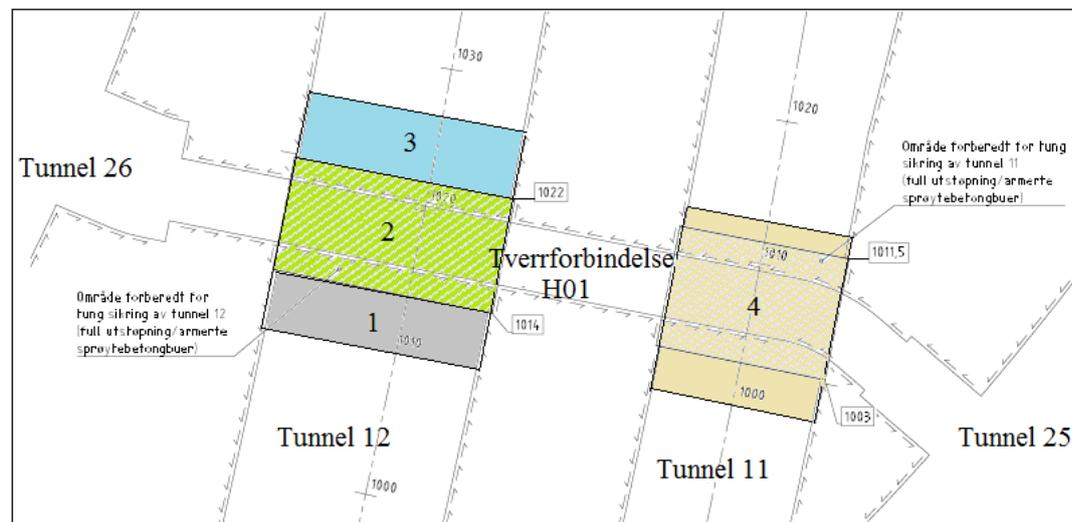 1030
1020
Område forberedt for tung
sikring av tunnel 11
(full utstøpning/armerte
sprøytebetongbuer)
3
Tunnel 26
1020
1022
2
1010
1011,5
Tverrforbindelse
H01
Område forberedt for
tung sikring av tunnel 12
(full utstøpning/armerte
sprøytebetongbuer)
1
1014
4
1010
1000
1003
Tunnel 12
Tunnel 25
Tunnel 11
1000